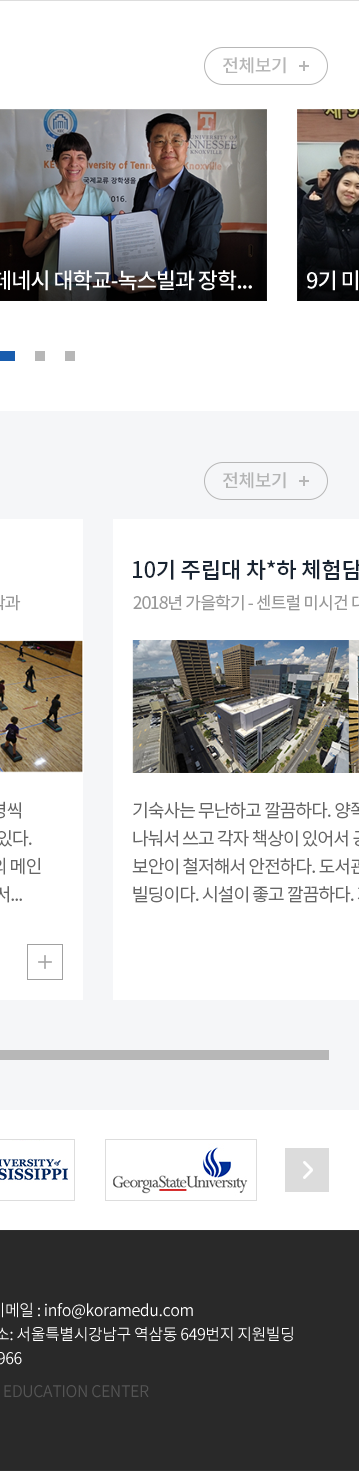 전체보기 +
UNIVERSITY OF
TENNESSEE
KNOXVILLE
University of Tennessee, Knoxville
국제교류 장학생을
2016.
테네시 대학교-녹스빌과 장학...
9기 미
전체보기 +
10기 주립대 차*하 체험담
학과
2018년 가을학기 - 센트럴 미시건 대
명씩
기숙사는 무난하고 깔끔하다. 양쪽
있다.
나눠서 쓰고 각자 책상이 있어서 공
의 메인
보안이 철저해서 안전하다. 도서관
서...
빌딩이다. 시설이 좋고 깔끔하다.
+
IVERSITY of
SISSIPPI
GeorgiaStateUniversity
이메일 : info@koramedu.com
소: 서울특별시강남구 역삼동 649번지 지원빌딩
966
EDUCATION CENTER